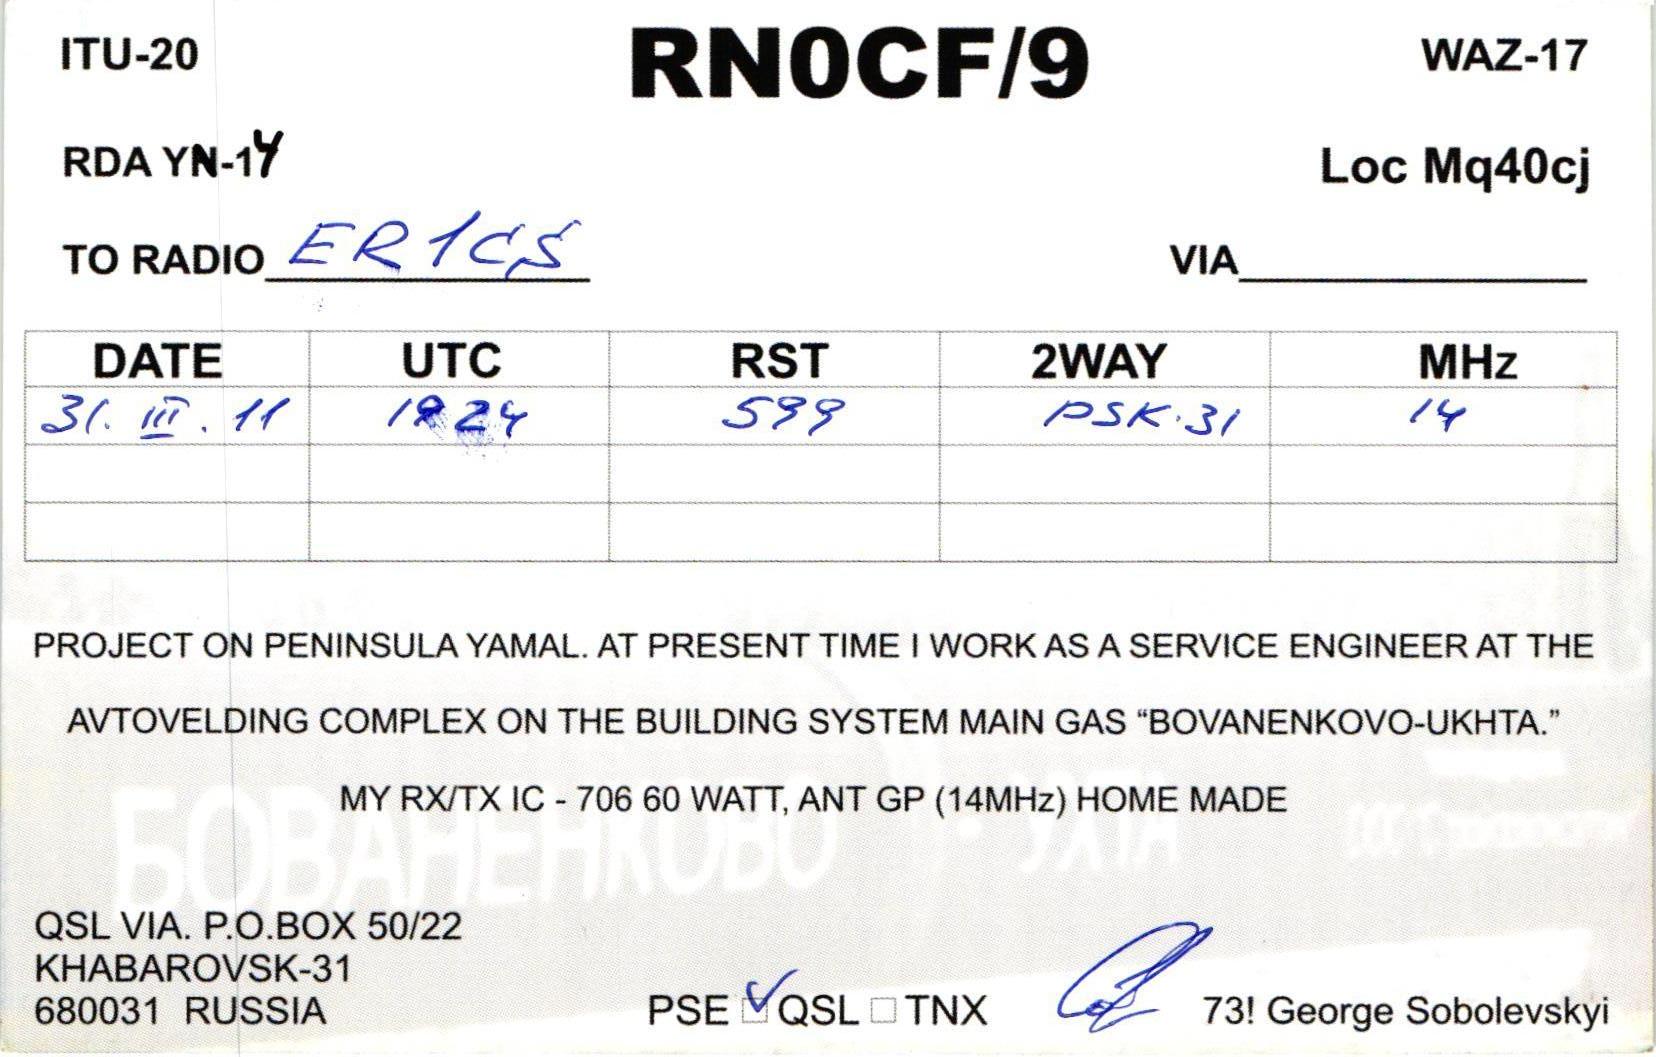 ITU-20 RN0CF/9 WAZ-17
RDA YN-14 Loc Mq40cj
TO RADIO ER1CS VIA
DATE UTC RST 2WAY MHz
31. III. 11 1924 599 PSK-31 14
PROJECT ON PENINSULA YAMAL. AT PRESENT TIME I WORK AS A SERVICE ENGINEER AT THE
AVTOVELDING COMPLEX ON THE BUILDING SYSTEM MAIN GAS “BOVANENKOVO-UKHTA.”
MY RX/TX IC - 706 60 WATT, ANT GP (14MHz) HOME MADE
БОВАНЕНКОВО - УХТА
QSL VIA. P.O.BOX 50/22
KHABAROVSK-31
680031 RUSSIA
PSE QSL TNX 73! George Sobolevskyi